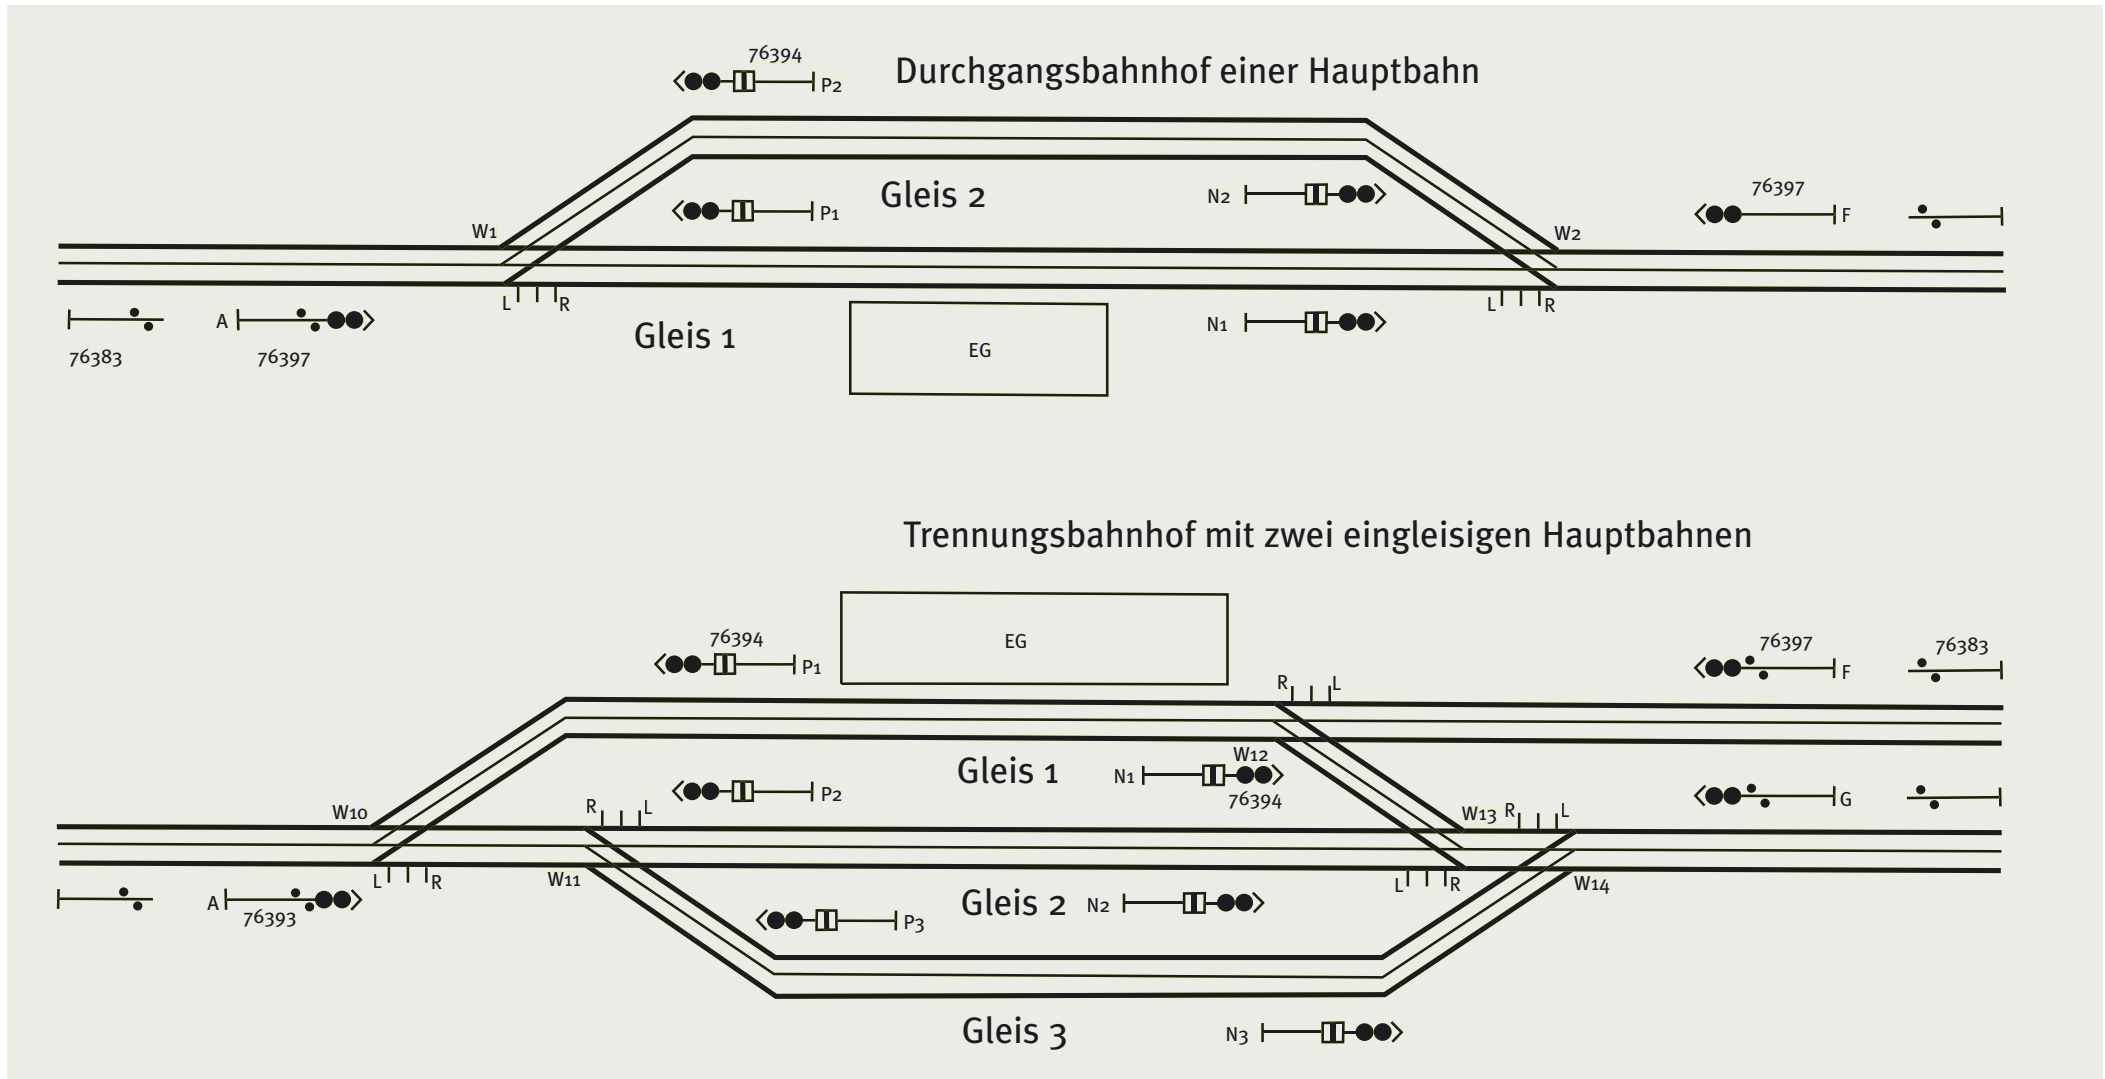 76394
P2
Durchgangsbahnhof einer Hauptbahn
P1
Gleis 2
N2
76397
F
W1
W2
L
R
L
R
76383
A
76397
Gleis 1
EG
N1
Trennungsbahnhof mit zwei eingleisigen Hauptbahnen
76394
P1
EG
76397
F
76383
R
L
W12
Gleis 1
N1
76394
P2
G
W10
R
L
W13
R
L
L
R
W11
L
R
W14
A
76393
P3
Gleis 2
N2
Gleis 3
N3